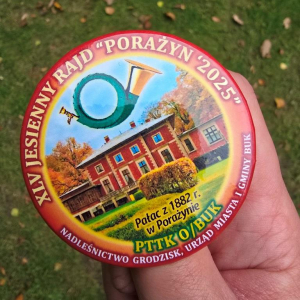 XLV JESIENNY RAJD "PORAŻYN '2025"
Pałac z 1882 r.
w Porażynie
PTTK O/BUK
NADLEŚNICTWO GRODZISK, URZĄD MIASTA I GMINY BUK